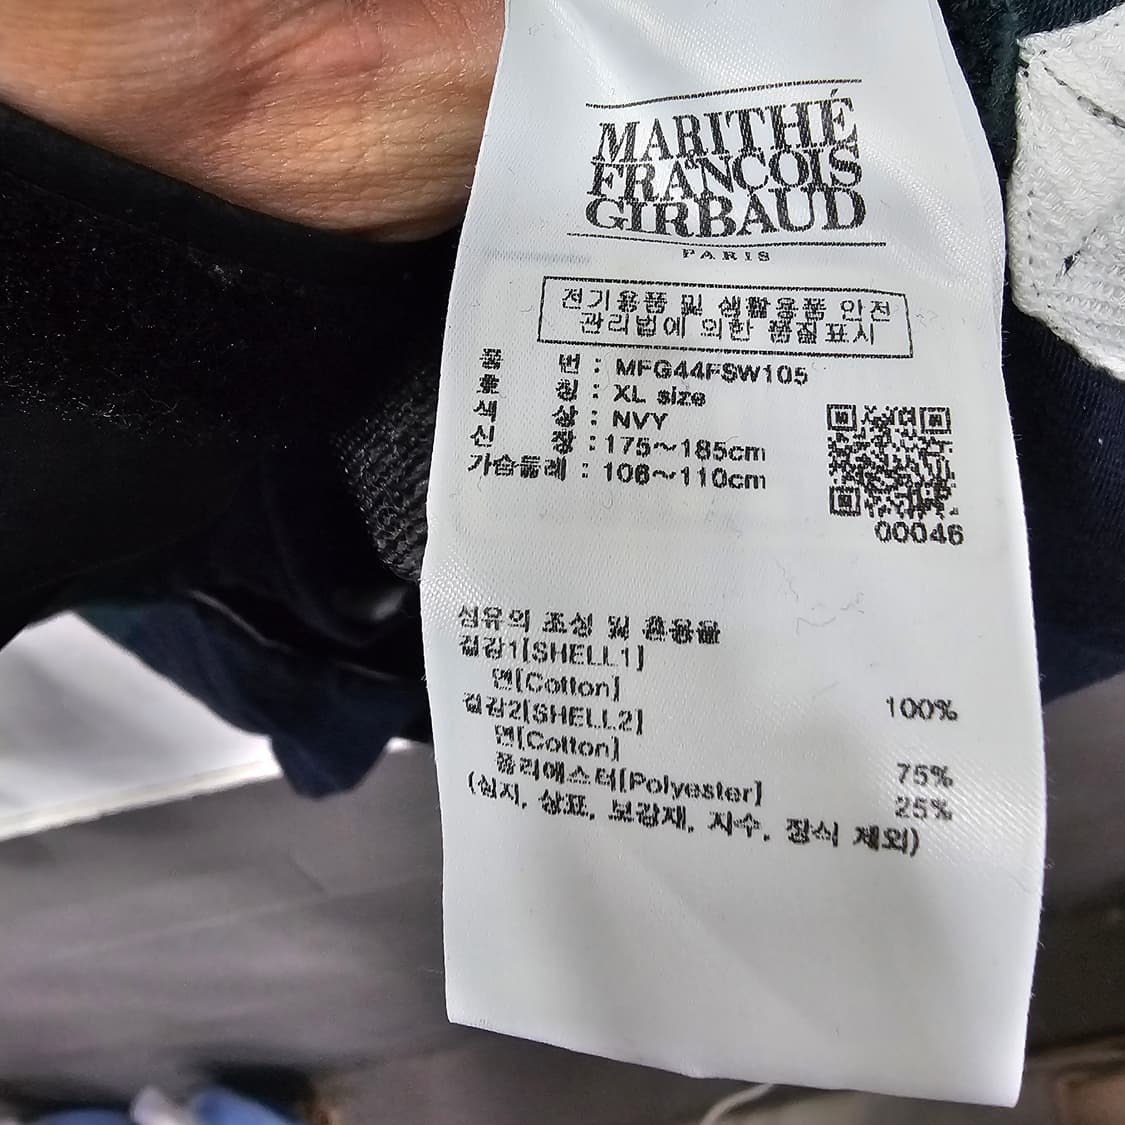 MARITHÉ
FRANCOIS
GIRBAUD
PARIS
전기용품 및 생활용품 안전
관리법에 의한 품질표시
품 번 : MFG44FSW105
호 칭 : XL size
색 상 : NVY
신 장 : 175~185cm
가슴둘레 : 106~110cm
00046
섬유의 조성 및 혼용율
겉감1[SHELL1]
면[Cotton] 100%
겉감2[SHELL2]
면[Cotton] 75%
폴리에스터[Polyester] 25%
(심지, 상표, 보강재, 자수, 장식 제외)